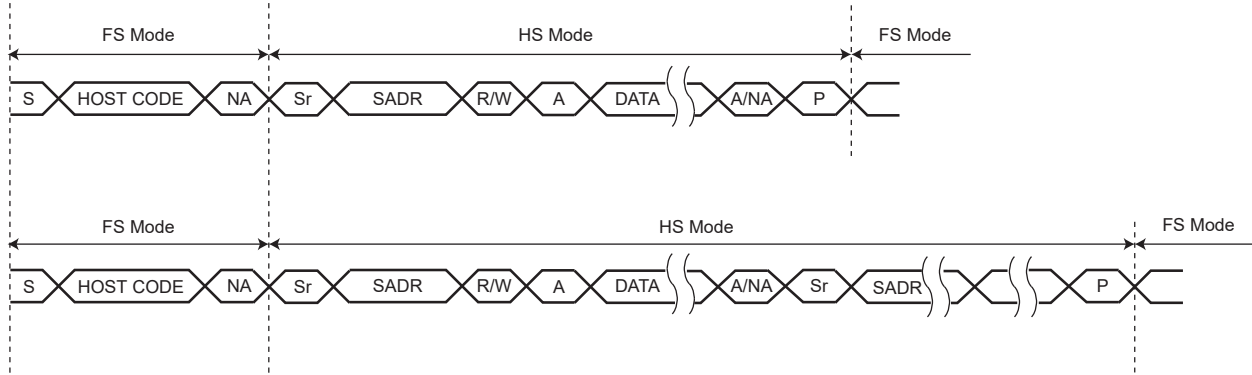 FS Mode HS Mode FS Mode
S HOST CODE NA Sr SADR R/W A DATA A/NA P
FS Mode HS Mode FS Mode
S HOST CODE NA Sr SADR R/W A DATA A/NA Sr SADR P